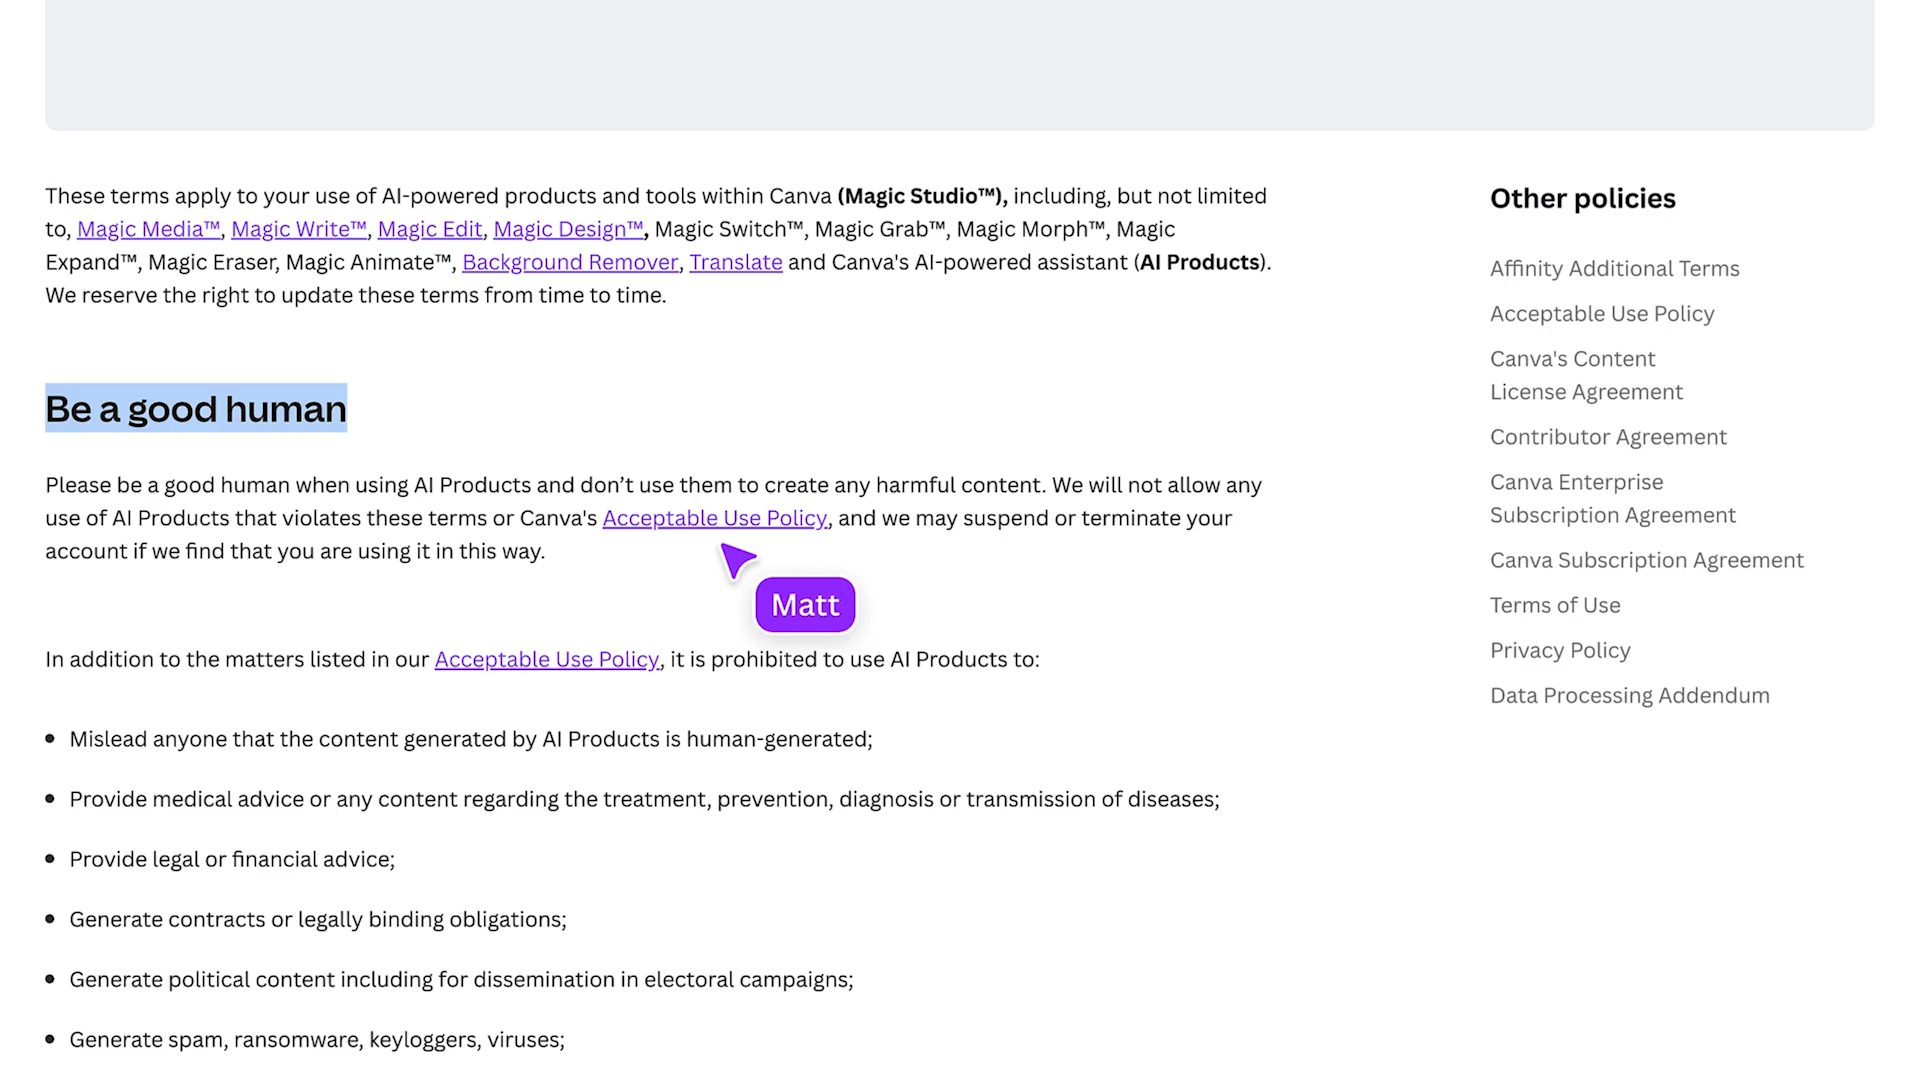 These terms apply to your use of AI-powered products and tools within Canva (Magic Studio™), including, but not limited
to, Magic Media™, Magic Write™, Magic Edit, Magic Design™, Magic Switch™, Magic Grab™, Magic Morph™, Magic
Expand™, Magic Eraser, Magic Animate™, Background Remover, Translate and Canva's AI-powered assistant (AI Products).
We reserve the right to update these terms from time to time.
Be a good human
Please be a good human when using AI Products and don’t use them to create any harmful content. We will not allow any
use of AI Products that violates these terms or Canva's Acceptable Use Policy, and we may suspend or terminate your
account if we find that you are using it in this way.
Matt
In addition to the matters listed in our Acceptable Use Policy, it is prohibited to use AI Products to:
• Mislead anyone that the content generated by AI Products is human-generated;
• Provide medical advice or any content regarding the treatment, prevention, diagnosis or transmission of diseases;
• Provide legal or financial advice;
• Generate contracts or legally binding obligations;
• Generate political content including for dissemination in electoral campaigns;
• Generate spam, ransomware, keyloggers, viruses;
Other policies
Affinity Additional Terms
Acceptable Use Policy
Canva's Content
License Agreement
Contributor Agreement
Canva Enterprise
Subscription Agreement
Canva Subscription Agreement
Terms of Use
Privacy Policy
Data Processing Addendum